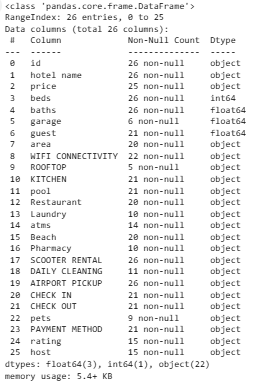 <class 'pandas.core.frame.DataFrame'>
RangeIndex: 26 entries, 0 to 25
Data columns (total 26 columns):
 #   Column             Non-Null Count  Dtype
---  ------             --------------  -----
 0   id                 26 non-null     object
 1   hotel name         26 non-null     object
 2   price              25 non-null     object
 3   beds               26 non-null     int64
 4   baths              26 non-null     float64
 5   garage             6 non-null      float64
 6   guest              21 non-null     float64
 7   area               20 non-null     object
 8   WIFI CONNECTIVITY  22 non-null     object
 9   ROOFTOP            5 non-null      object
 10  KITCHEN            21 non-null     object
 11  pool               21 non-null     object
 12  Restaurant         20 non-null     object
 13  Laundry            10 non-null     object
 14  atms               14 non-null     object
 15  Beach              20 non-null     object
 16  Pharmacy           10 non-null     object
 17  SCOOTER RENTAL     26 non-null     object
 18  DAILY CLEANING     11 non-null     object
 19  AIRPORT PICKUP     26 non-null     object
 20  CHECK IN           21 non-null     object
 21  CHECK OUT          21 non-null     object
 22  pets               9 non-null      object
 23  PAYMENT METHOD     21 non-null     object
 24  rating             15 non-null     object
 25  host               15 non-null     object
dtypes: float64(3), int64(1), object(22)
memory usage: 5.4+ KB